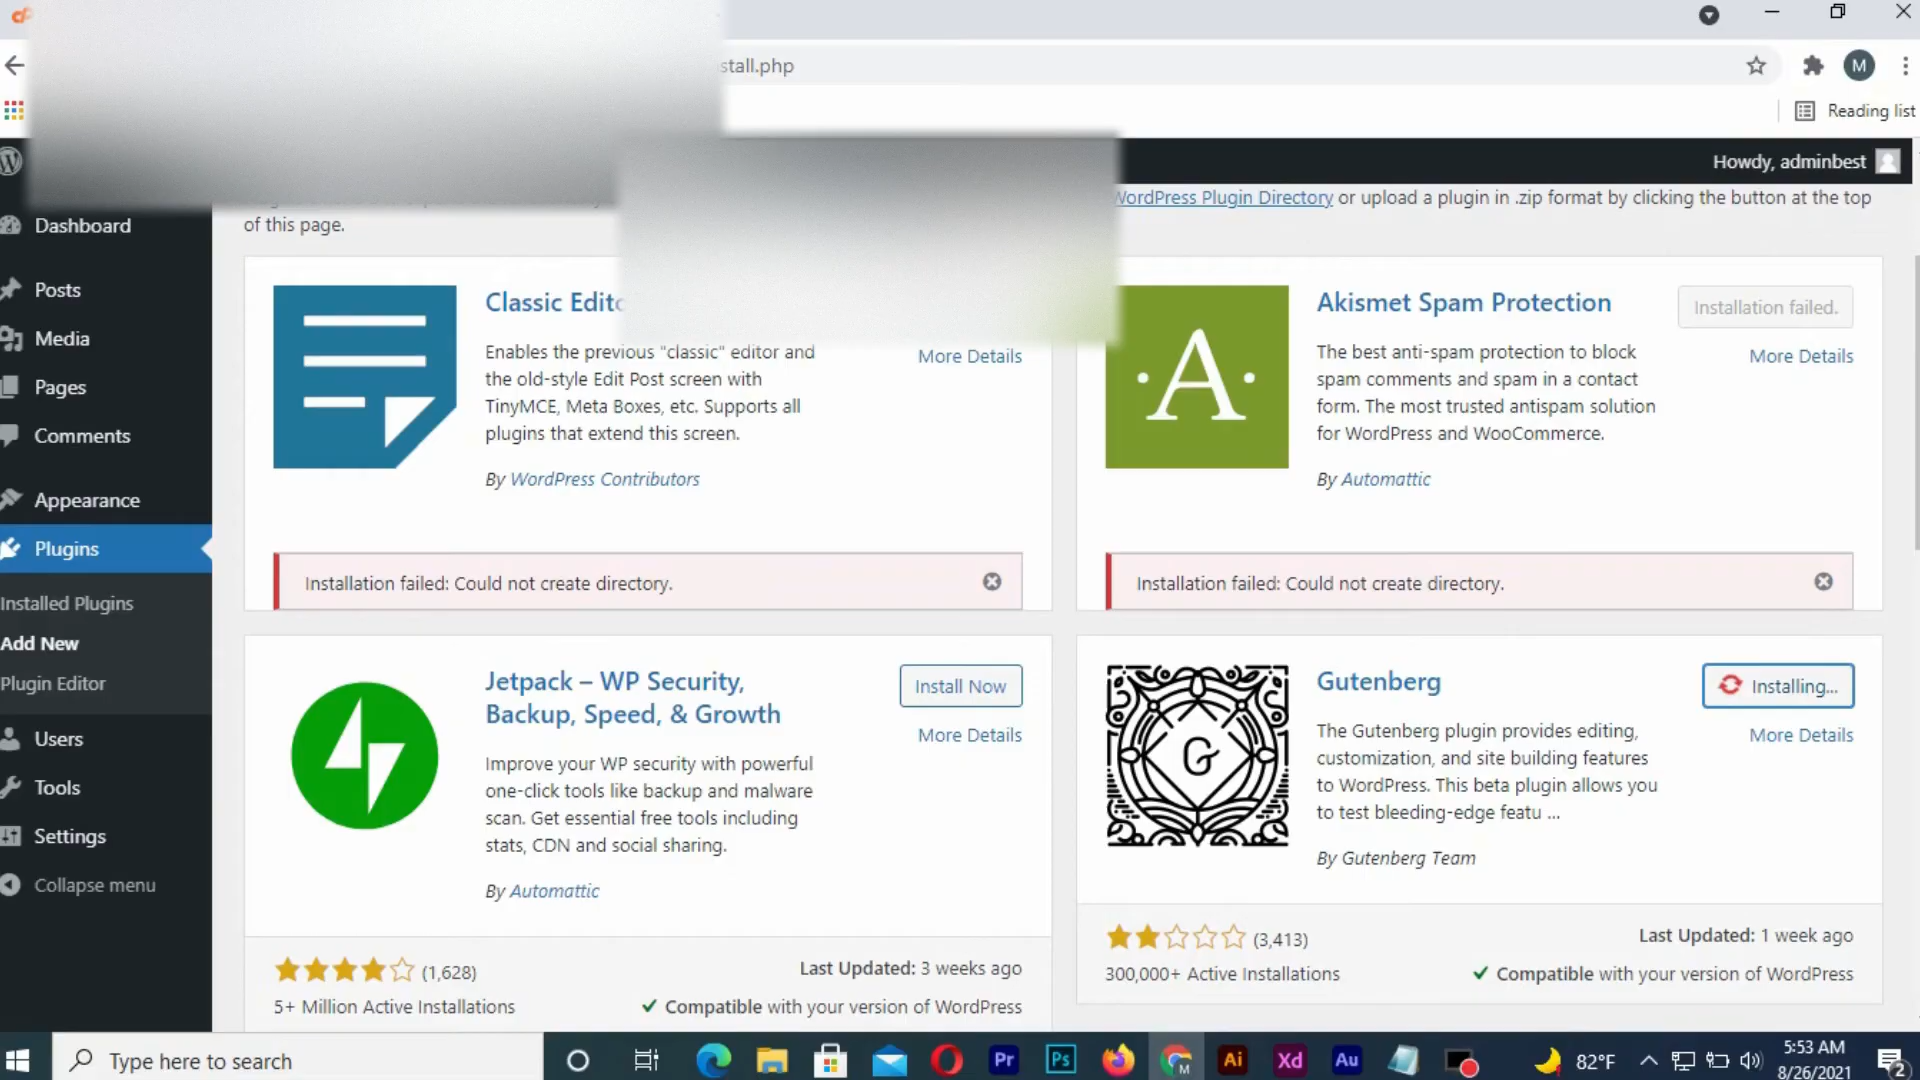 stall.php
M
Reading list
Howdy, adminbest
WordPress Plugin Directory or upload a plugin in .zip format by clicking the button at the top
of this page.
Dashboard
Posts
Media
Pages
Comments
Appearance
Plugins
Installed Plugins
Add New
Plugin Editor
Users
Tools
Settings
Collapse menu
Classic Edito
More Details
Enables the previous "classic" editor and
the old-style Edit Post screen with
TinyMCE, Meta Boxes, etc. Supports all
plugins that extend this screen.
By WordPress Contributors
Installation failed: Could not create directory.
A
Akismet Spam Protection
Installation failed.
More Details
The best anti-spam protection to block
spam comments and spam in a contact
form. The most trusted antispam solution
for WordPress and WooCommerce.
By Automattic
Installation failed: Could not create directory.
Jetpack – WP Security,
Backup, Speed, & Growth
Install Now
More Details
Improve your WP security with powerful
one-click tools like backup and malware
scan. Get essential free tools including
stats, CDN and social sharing.
By Automattic
(1,628)
Last Updated: 3 weeks ago
5+ Million Active Installations
Compatible with your version of WordPress
G
Gutenberg
Installing...
More Details
The Gutenberg plugin provides editing,
customization, and site building features
to WordPress. This beta plugin allows you
to test bleeding-edge featu ...
By Gutenberg Team
(3,413)
Last Updated: 1 week ago
300,000+ Active Installations
Compatible with your version of WordPress
Type here to search
Pr
Ps
M
Ai
Xd
Au
82°F
5:53 AM
8/26/2021
2